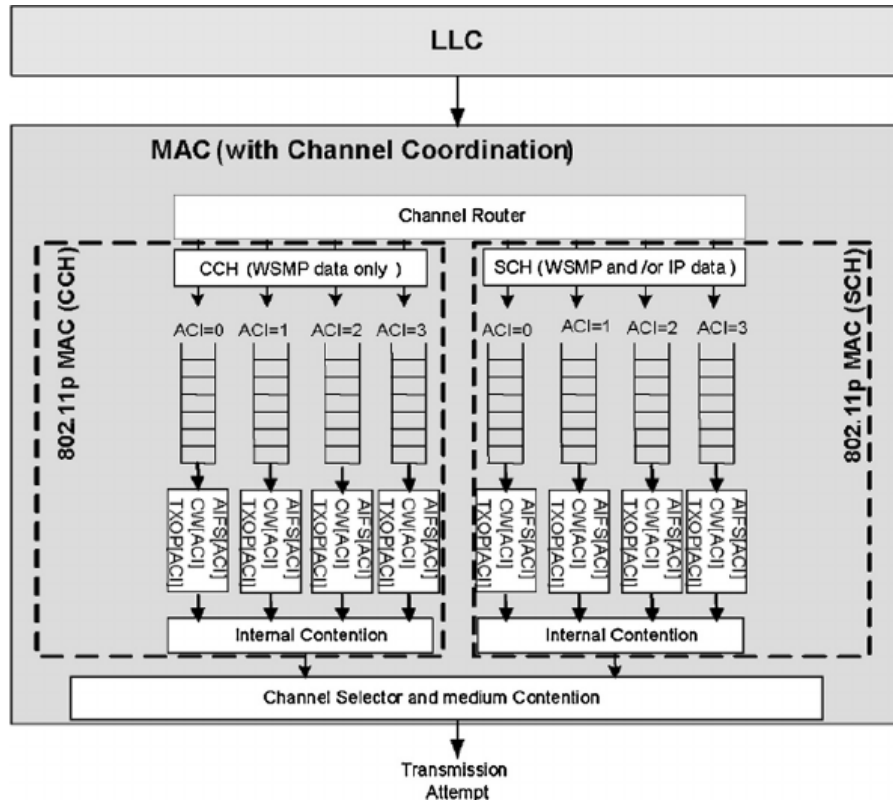 LLC
MAC (with Channel Coordination)
Channel Router
802.11p MAC (CCH)
CCH (WSMP data only )
ACI=0 ACI=1 ACI=2 ACI=3
AIFS[ACI]
CW[ACI]
TXOP[ACI]
AIFS[ACI]
CW[ACI]
TXOP[ACI]
AIFS[ACI]
CW[ACI]
TXOP[ACI]
AIFS[ACI]
CW[ACI]
TXOP[ACI]
Internal Contention
SCH (WSMP and /or IP data )
ACI=0 ACI=1 ACI=2 ACI=3
AIFS[ACI]
CW[ACI]
TXOP[ACI]
AIFS[ACI]
CW[ACI]
TXOP[ACI]
AIFS[ACI]
CW[ACI]
TXOP[ACI]
AIFS[ACI]
CW[ACI]
TXOP[ACI]
Internal Contention
802.11p MAC (SCH)
Channel Selector and medium Contention
Transmission
Attempt